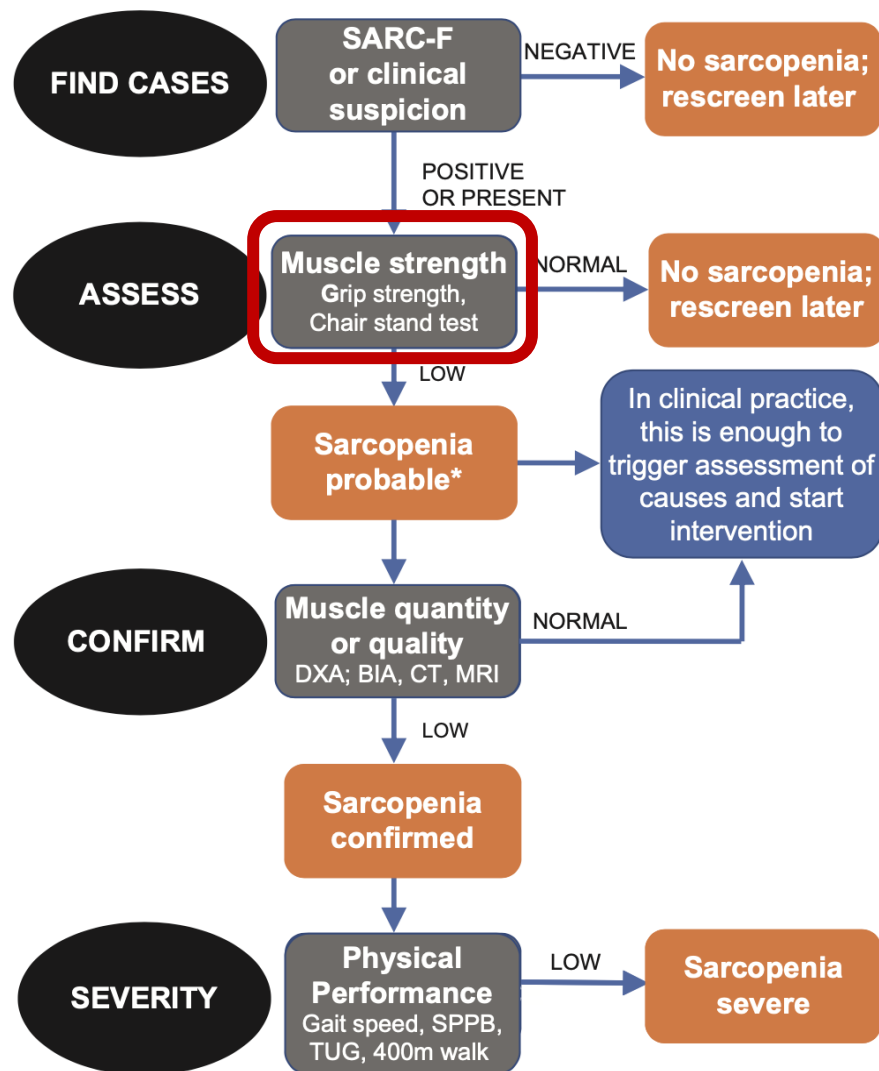 FIND CASES
SARC-F
or clinical
suspicion
NEGATIVE
No sarcopenia;
rescreen later
POSITIVE
OR PRESENT
ASSESS
Muscle strength
Grip strength,
Chair stand test
NORMAL
No sarcopenia;
rescreen later
LOW
Sarcopenia
probable*
In clinical practice,
this is enough to
trigger assessment of
causes and start
intervention
CONFIRM
Muscle quantity
or quality
DXA; BIA, CT, MRI
NORMAL
LOW
Sarcopenia
confirmed
SEVERITY
Physical
Performance
Gait speed, SPPB,
TUG, 400m walk
LOW
Sarcopenia
severe